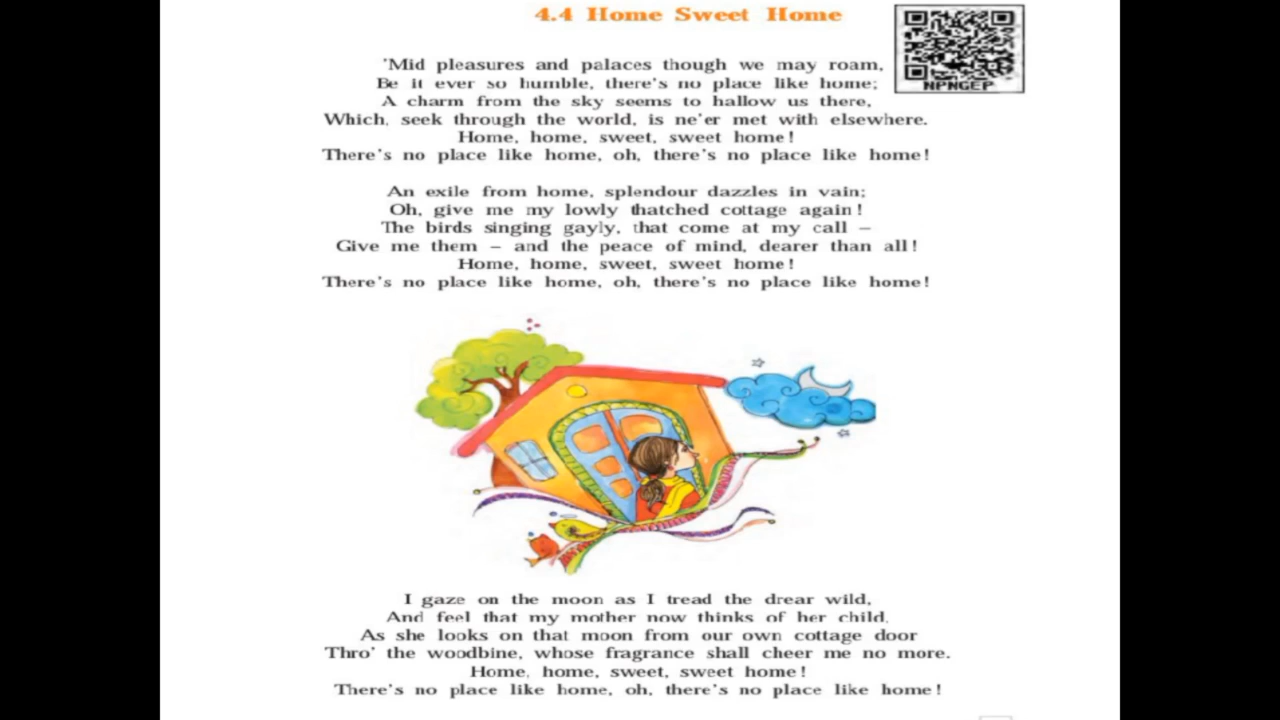 4.4 Home Sweet Home
NPNGEP
'Mid pleasures and palaces though we may roam,
Be it ever so humble, there's no place like home;
A charm from the sky seems to hallow us there,
Which, seek through the world, is ne'er met with elsewhere.
Home, home, sweet, sweet home!
There's no place like home, oh, there's no place like home!
An exile from home, splendour dazzles in vain;
Oh, give me my lowly thatched cottage again!
The birds singing gayly, that come at my call –
Give me them – and the peace of mind, dearer than all!
Home, home, sweet, sweet home!
There's no place like home, oh, there's no place like home!
I gaze on the moon as I tread the drear wild,
And feel that my mother now thinks of her child,
As she looks on that moon from our own cottage door
Thro' the woodbine, whose fragrance shall cheer me no more.
Home, home, sweet, sweet home!
There's no place like home, oh, there's no place like home!